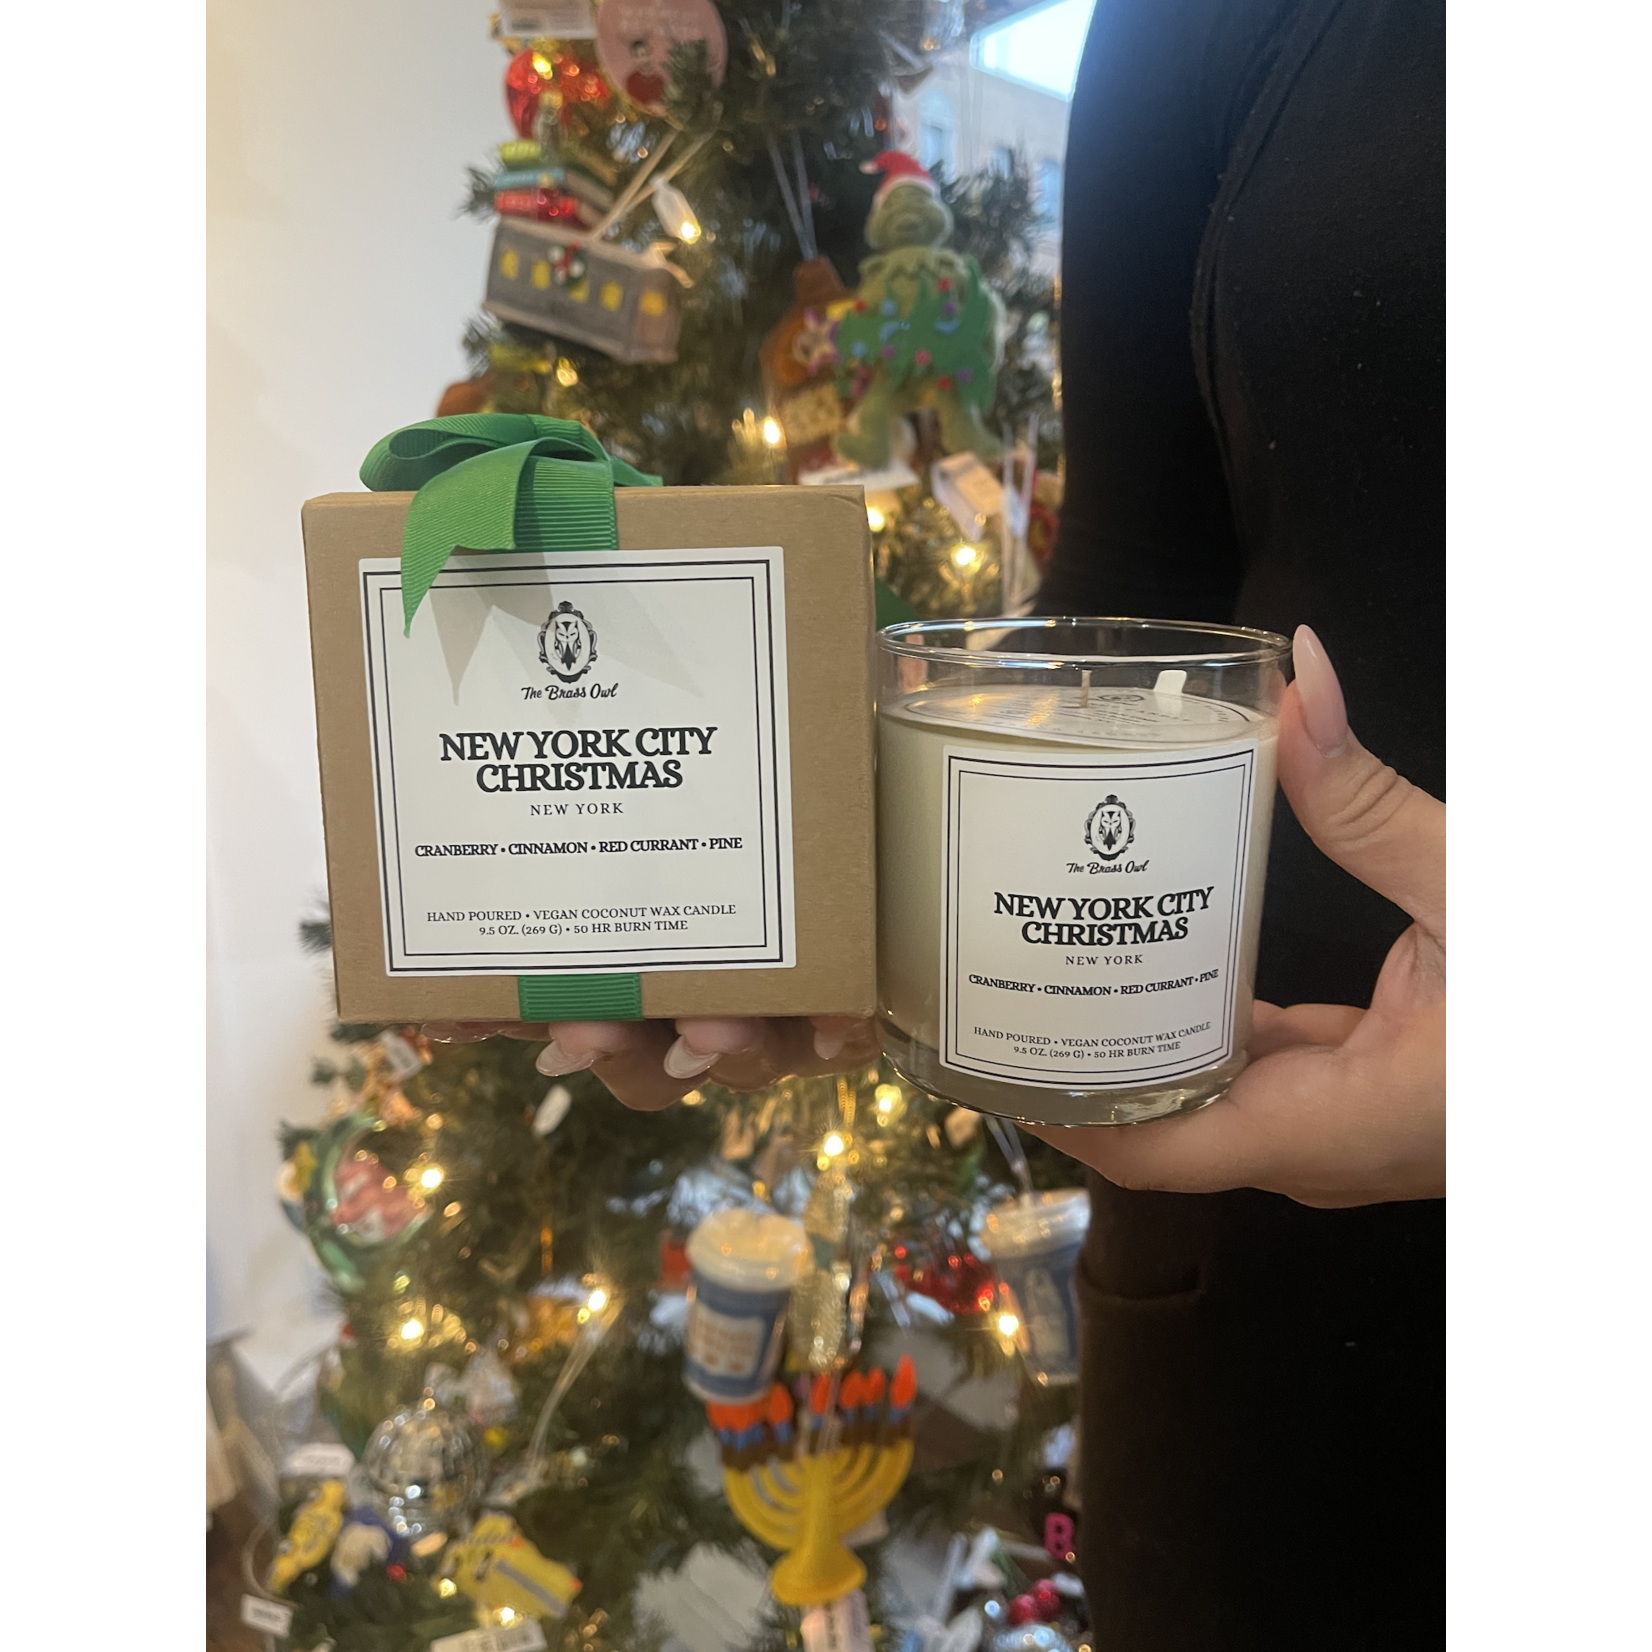 The Brass Owl
NEW YORK CITY
CHRISTMAS
NEW YORK
CRANBERRY • CINNAMON • RED CURRANT • PINE
HAND POURED • VEGAN COCONUT WAX CANDLE
9.5 OZ. (269 G) • 50 HR BURN TIME
The Brass Owl
NEW YORK CITY
CHRISTMAS
NEW YORK
CRANBERRY • CINNAMON • RED CURRANT • PINE
HAND POURED • VEGAN COCONUT WAX CANDLE
9.5 OZ. (269 G) • 50 HR BURN TIME
B